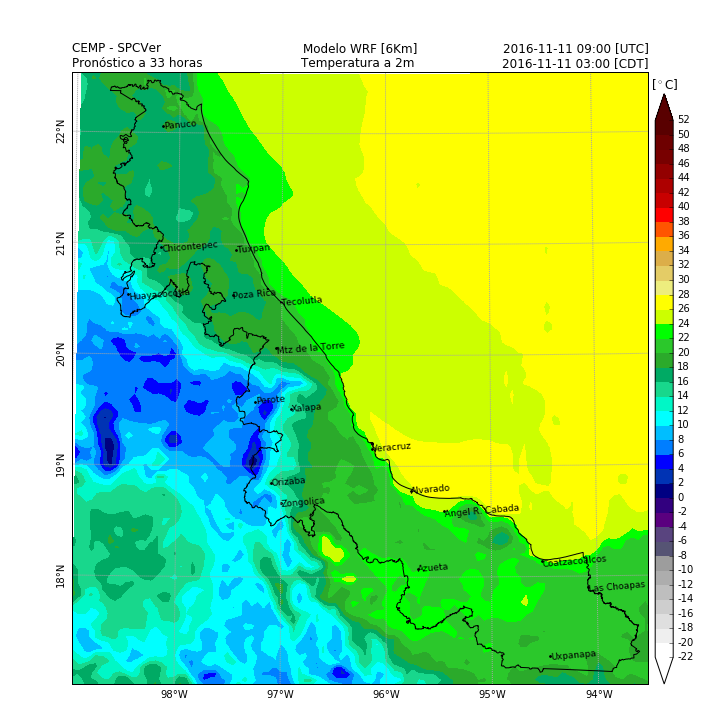 CEMP - SPCVer Modelo WRF [6Km] 2016-11-11 09:00 [UTC]
Pronóstico a 33 horas Temperatura a 2m 2016-11-11 03:00 [CDT]
[°C]
52
50
48
46
44
42
40
38
36
34
32
30
28
26
24
22
20
18
16
14
12
10
8
6
4
2
0
-2
-4
-6
-8
-10
-12
-14
-16
-18
-20
-22
22°N
21°N
20°N
19°N
18°N
Panuco
Chicontepec
Tuxpan
Huayacocotla
Poza Rica
Tecolutla
Mtz de la Torre
Perote
Xalapa
Veracruz
Orizaba
Alvarado
Zongolica
Angel R. Cabada
Azueta
Coatzacoalcos
Las Choapas
Uxpanapa
98°W 97°W 96°W 95°W 94°W